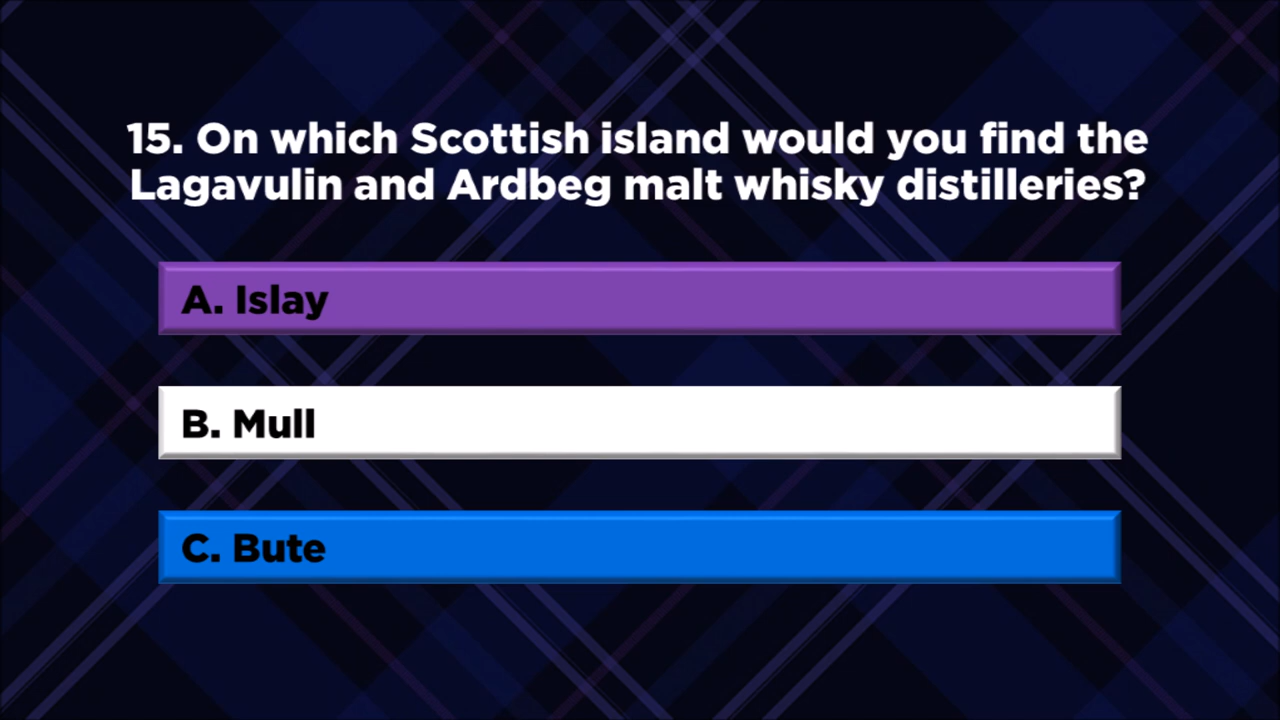 15. On which Scottish island would you find the
Lagavulin and Ardbeg malt whisky distilleries?
A. Islay
B. Mull
C. Bute